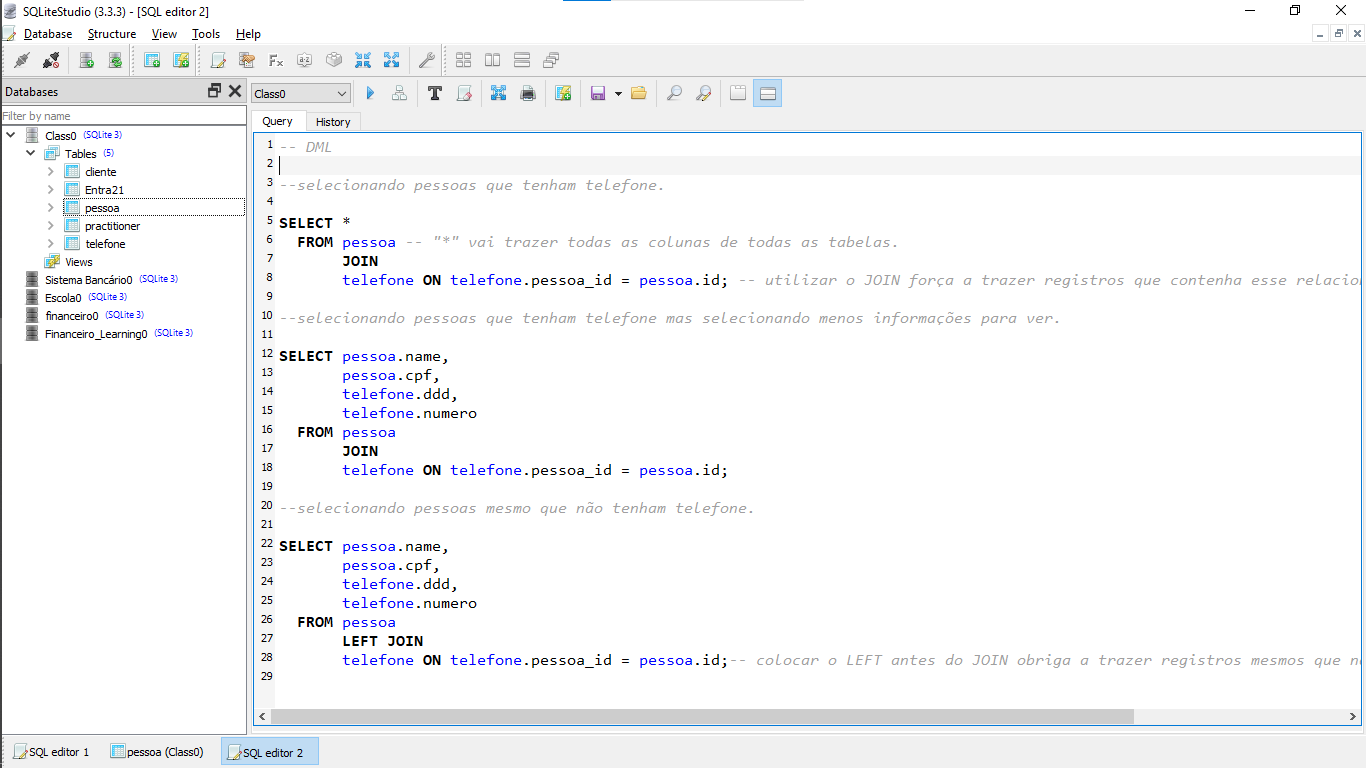 SQLiteStudio (3.3.3) - [SQL editor 2]
Database Structure View Tools Help
Databases
Class0
Filter by name
Query History
Class0 (SQLite 3)
Tables (5)
cliente
Entra21
pessoa
practitioner
telefone
Views
Sistema Bancário0 (SQLite 3)
Escola0 (SQLite 3)
financeiro0 (SQLite 3)
Financeiro_Learning0 (SQLite 3)
1 -- DML
2
3 --selecionando pessoas que tenham telefone.
4
5 SELECT *
6 FROM pessoa -- "*" vai trazer todas as colunas de todas as tabelas.
7 JOIN
8 telefone ON telefone.pessoa_id = pessoa.id; -- utilizar o JOIN força a trazer registros que contenha esse relacio
9
10 --selecionando pessoas que tenham telefone mas selecionando menos informações para ver.
11
12 SELECT pessoa.name,
13 pessoa.cpf,
14 telefone.ddd,
15 telefone.numero
16 FROM pessoa
17 JOIN
18 telefone ON telefone.pessoa_id = pessoa.id;
19
20 --selecionando pessoas mesmo que não tenham telefone.
21
22 SELECT pessoa.name,
23 pessoa.cpf,
24 telefone.ddd,
25 telefone.numero
26 FROM pessoa
27 LEFT JOIN
28 telefone ON telefone.pessoa_id = pessoa.id;-- colocar o LEFT antes do JOIN obriga a trazer registros mesmos que n
29
SQL editor 1 pessoa (Class0) SQL editor 2